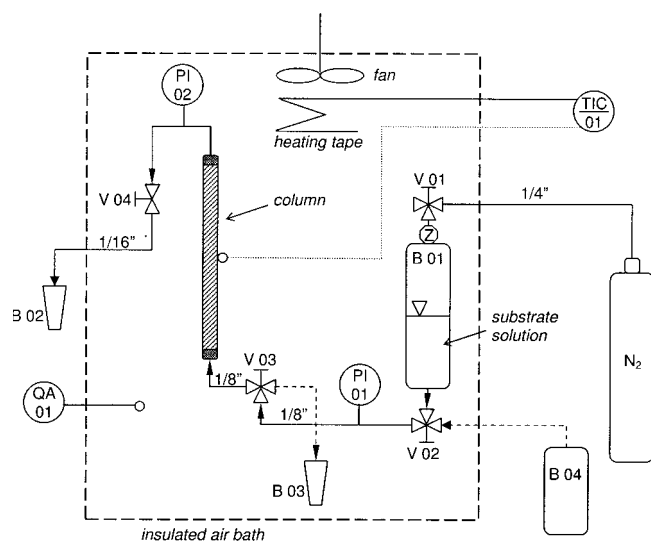 PI
02
fan
TIC
01
heating tape
V 04
V 01
1/4"
column
Z
B 01
1/16"
B 02
substrate
solution
V 03
N2
1/8"
PI
01
QA
01
1/8"
V 02
B 03
B 04
insulated air bath